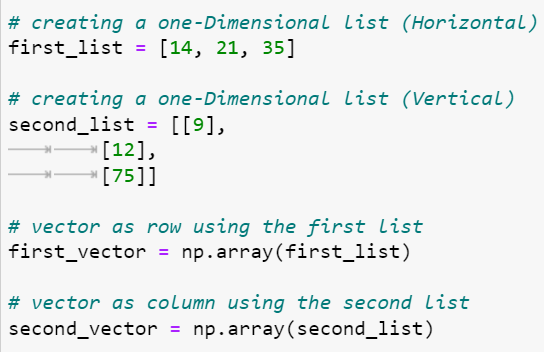 # creating a one-Dimensional list (Horizontal)
first_list = [14, 21, 35]
# creating a one-Dimensional list (Vertical)
second_list = [[9],
[12],
[75]]
# vector as row using the first list
first_vector = np.array(first_list)
# vector as column using the second list
second_vector = np.array(second_list)